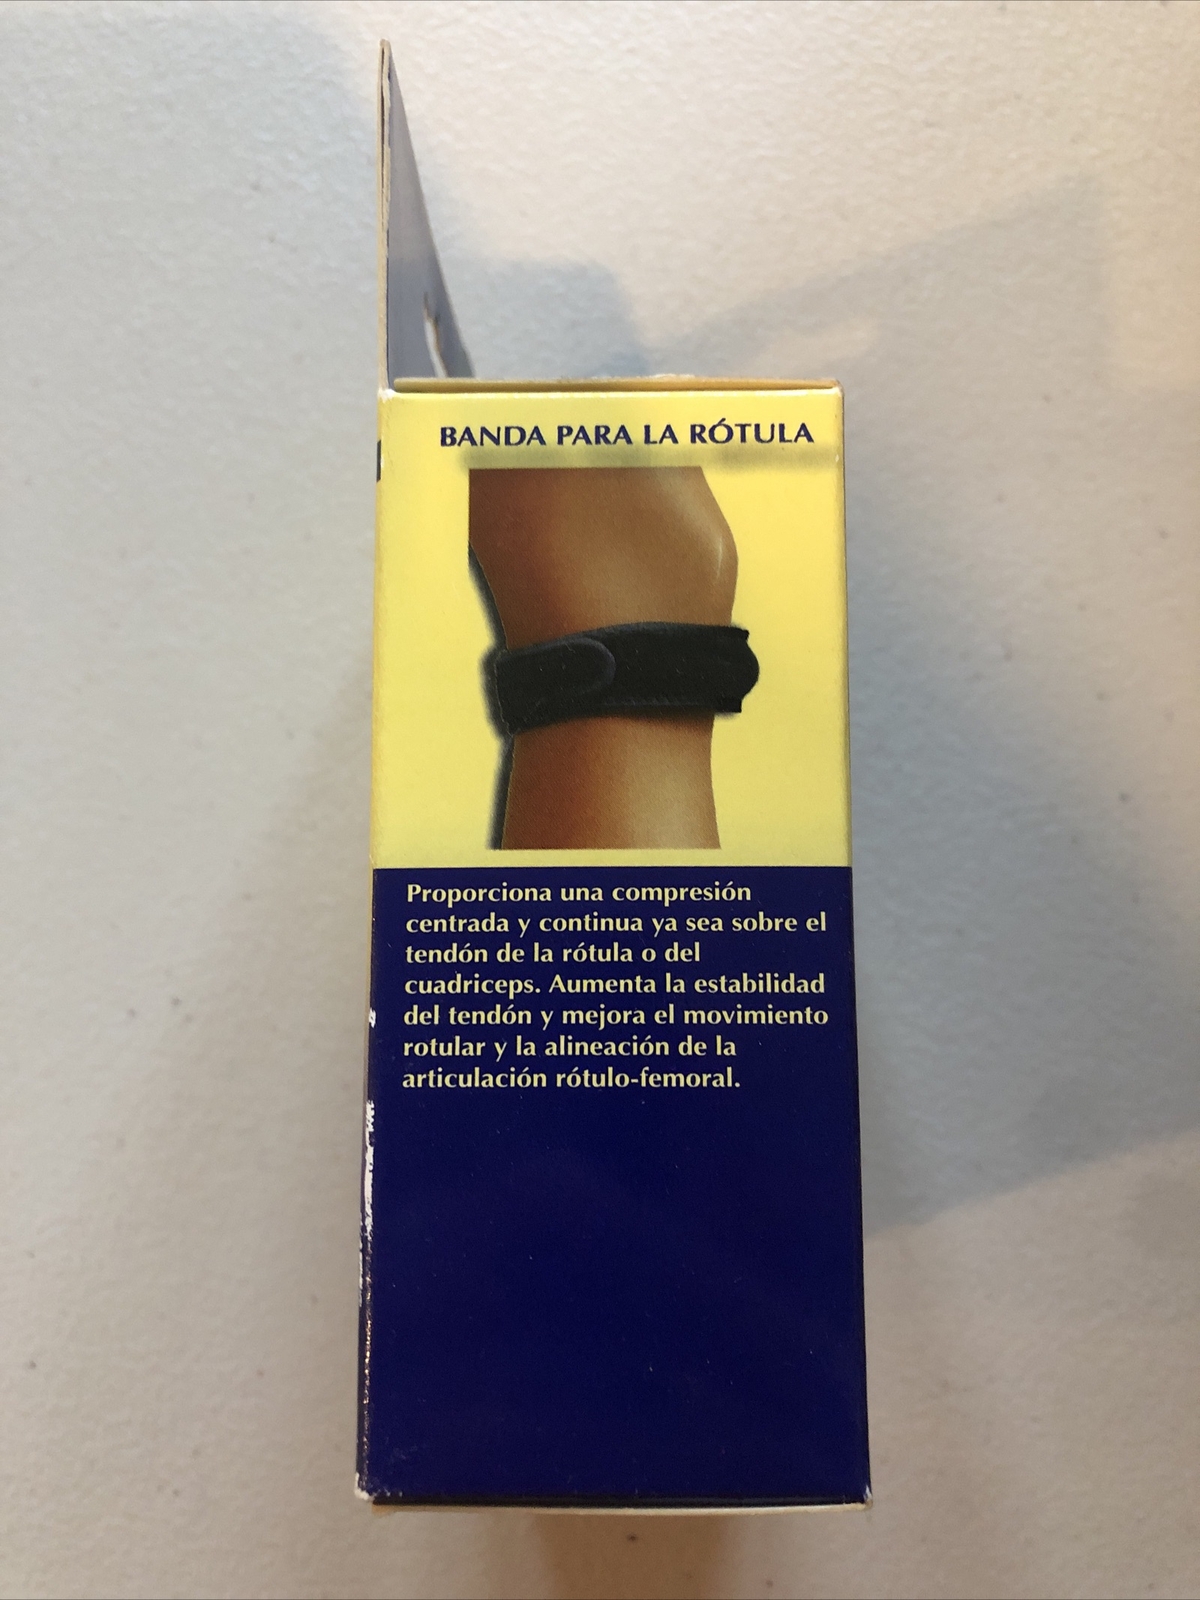 BANDA PARA LA RÓTULA
Proporciona una compresión
centrada y continua ya sea sobre el
tendón de la rótula o del
cuadriceps. Aumenta la estabilidad
del tendón y mejora el movimiento
rotular y la alineación de la
articulación rótulo-femoral.